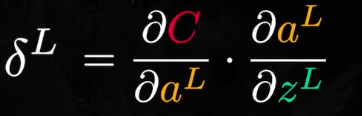 δ^L = ∂C/∂a^L · ∂a^L/∂z^L